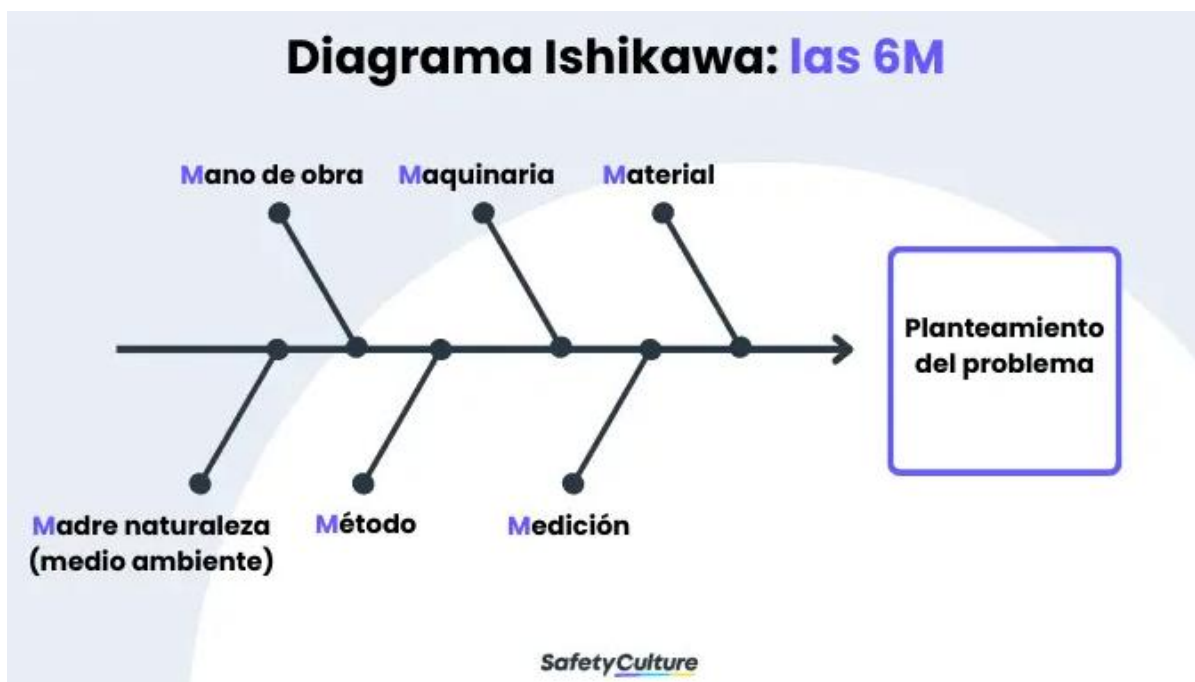 Diagrama Ishikawa: las 6M
Mano de obra
Maquinaria
Material
Planteamiento
del problema
Madre naturaleza
(medio ambiente)
Método
Medición
SafetyCulture